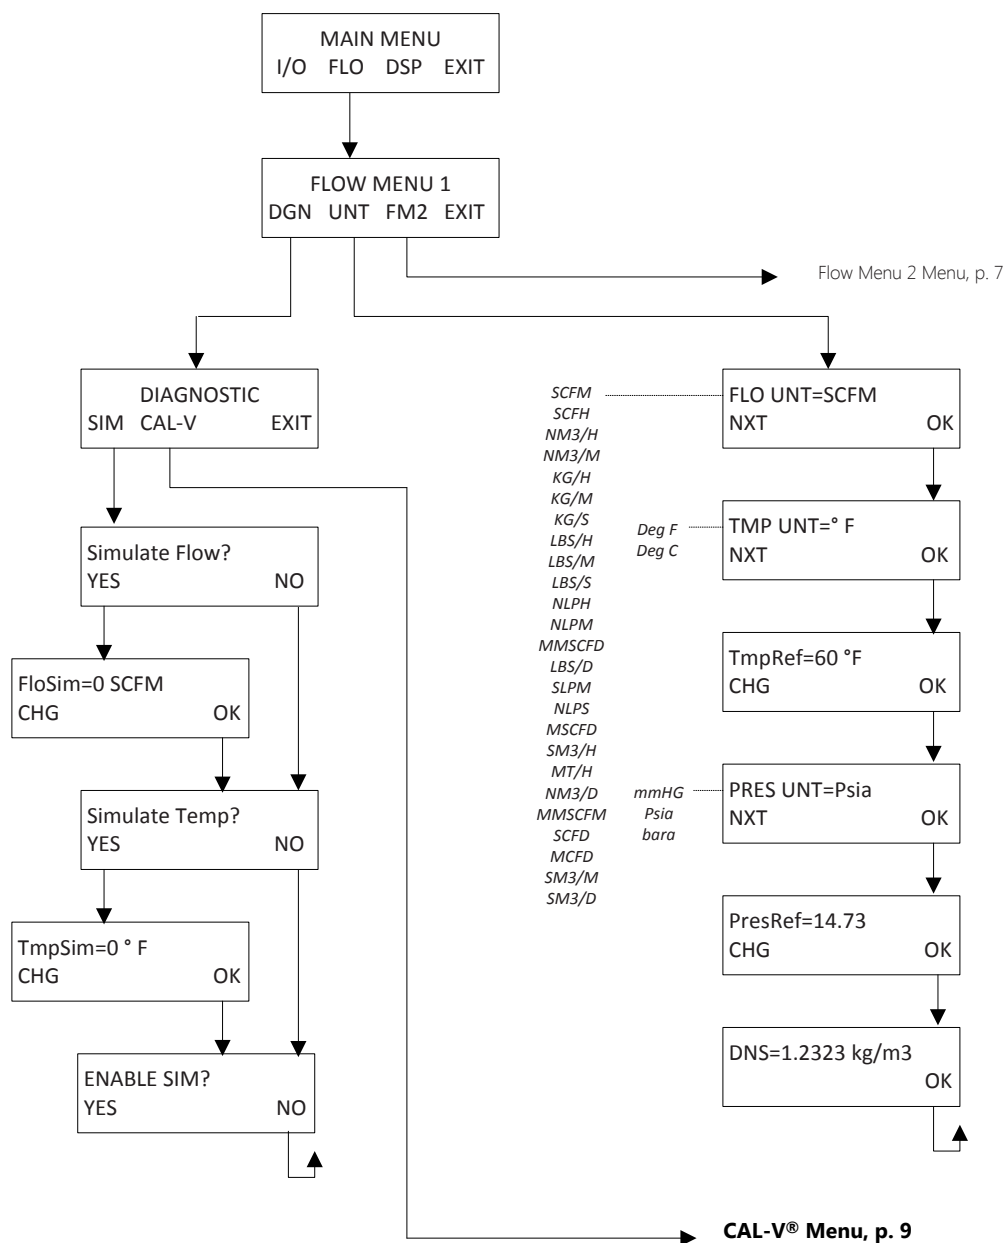 MAIN MENU
I/O FLO DSP EXIT
FLOW MENU 1
DGN UNT FM2 EXIT
Flow Menu 2 Menu, p. 7
DIAGNOSTIC
SIM CAL-V EXIT
Simulate Flow?
YES NO
FloSim=0 SCFM
CHG OK
Simulate Temp?
YES NO
TmpSim=0 ° F
CHG OK
ENABLE SIM?
YES NO
SCFM
SCFH
NM3/H
NM3/M
KG/H
KG/M
KG/S
LBS/H
LBS/M
LBS/S
NLPH
NLPM
MMSCFD
LBS/D
SLPM
NLPS
MSCFD
SM3/H
MT/H
NM3/D
MMSCFM
SCFD
MCFD
SM3/M
SM3/D
FLO UNT=SCFM
NXT OK
Deg F
Deg C
TMP UNT=° F
NXT OK
TmpRef=60 °F
CHG OK
mmHG
Psia
bara
PRES UNT=Psia
NXT OK
PresRef=14.73
CHG OK
DNS=1.2323 kg/m3
OK
CAL-V® Menu, p. 9